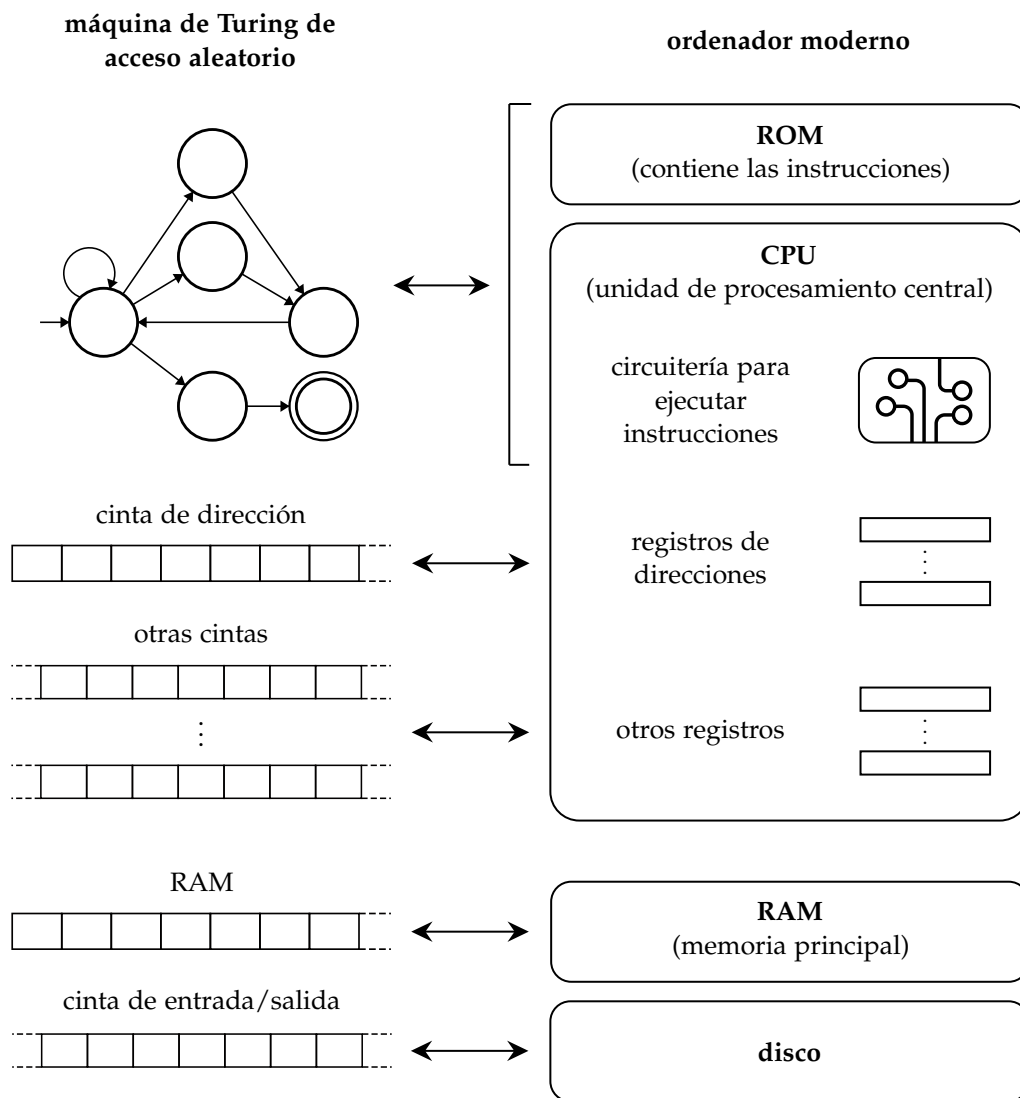 máquina de Turing de
acceso aleatorio
ordenador moderno
ROM
(contiene las instrucciones)
CPU
(unidad de procesamiento central)
circuitería para
ejecutar
instrucciones
cinta de dirección
registros de
direcciones
otras cintas
otros registros
RAM
RAM
(memoria principal)
cinta de entrada/salida
disco